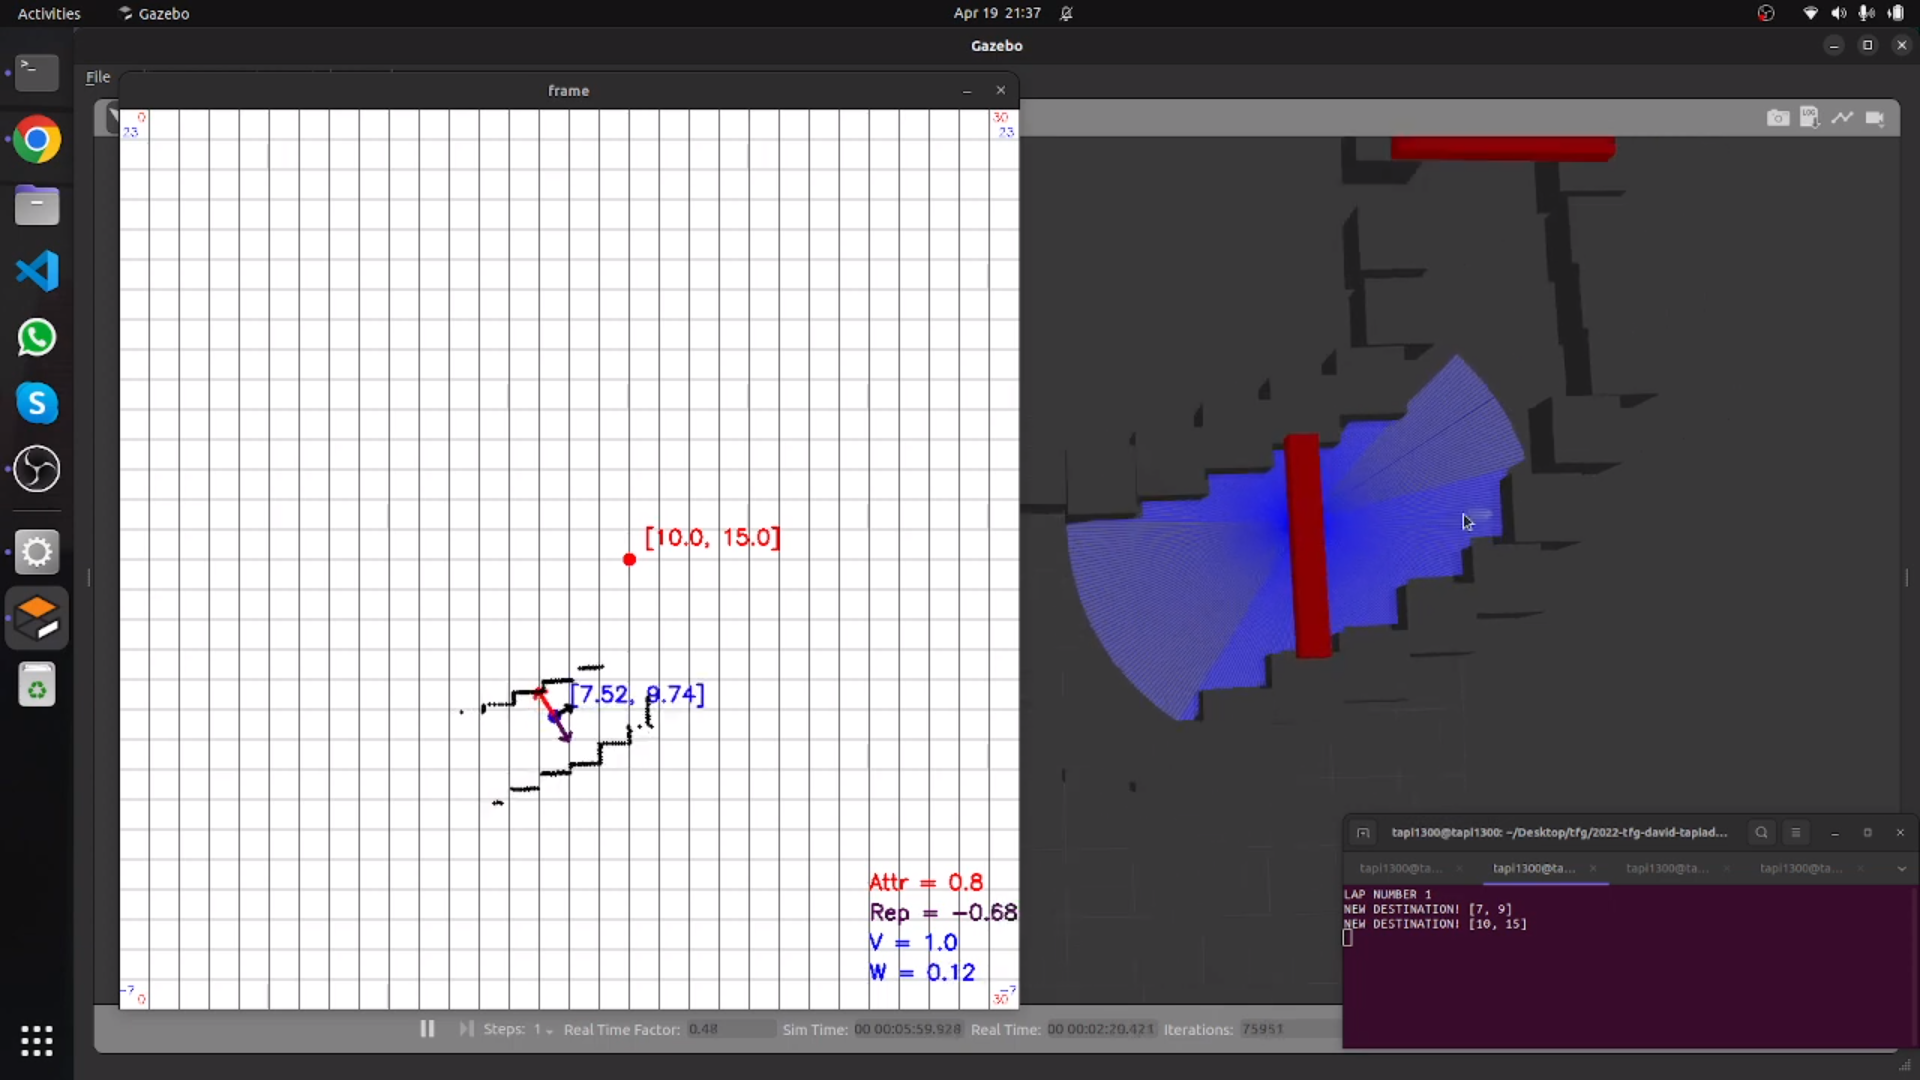 Activities
Gazebo
Apr 19 21:37
Gazebo
File
frame
0
23
30
23
[10.0, 15.0]
[7.52, 9.74]
Attr = 0.8
Rep = -0.68
V = 1.0
W = 0.12
-7
0
-7
30
Steps: 1
Real Time Factor: 0.48
Sim Time: 00 00:05:59.928
Real Time: 00 00:02:20.421
Iterations: 75951
tapi1300@tapi1300: ~/Desktop/tfg/2022-tfg-david-tapiad...
tapi1300@ta...
tapi1300@ta...
tapi1300@ta...
tapi1300@ta...
LAP NUMBER 1
NEW DESTINATION! [7, 9]
NEW DESTINATION! [10, 15]